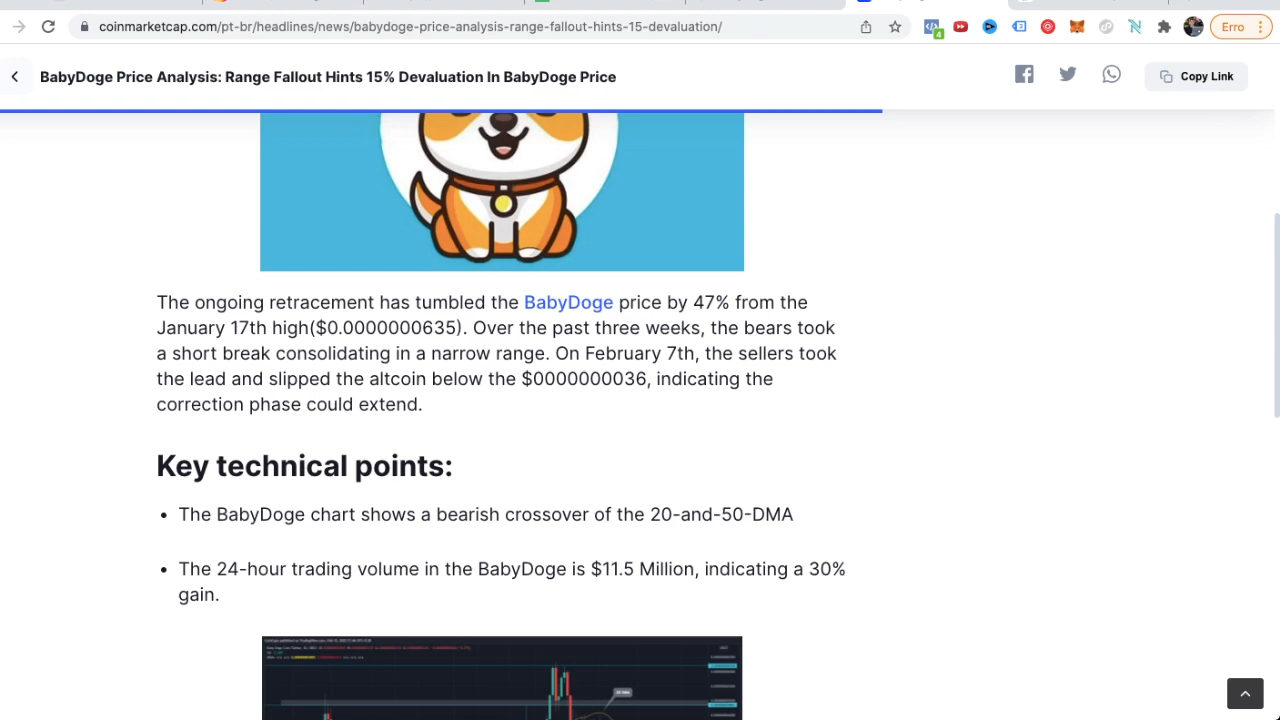 coinmarketcap.com/pt-br/headlines/news/babydoge-price-analysis-range-fallout-hints-15-devaluation/
4
Erro
BabyDoge Price Analysis: Range Fallout Hints 15% Devaluation In BabyDoge Price
Copy Link
The ongoing retracement has tumbled the BabyDoge price by 47% from the
January 17th high($0.0000000635). Over the past three weeks, the bears took
a short break consolidating in a narrow range. On February 7th, the sellers took
the lead and slipped the altcoin below the $0000000036, indicating the
correction phase could extend.
Key technical points:
• The BabyDoge chart shows a bearish crossover of the 20-and-50-DMA
• The 24-hour trading volume in the BabyDoge is $11.5 Million, indicating a 30%
gain.